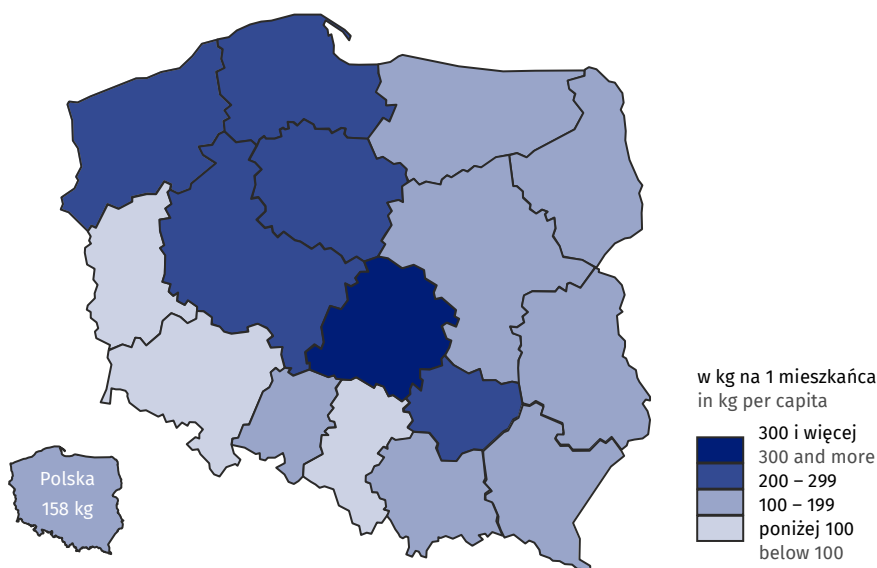 w kg na 1 mieszkańca
in kg per capita
300 i więcej
300 and more
200 – 299
100 – 199
poniżej 100
below 100
Polska
158 kg